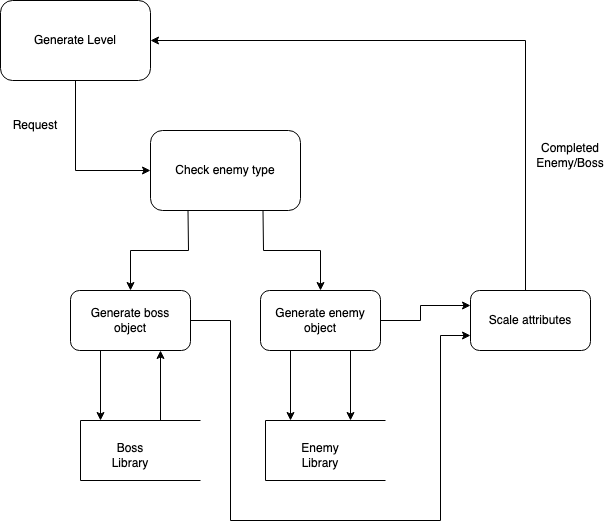 Generate Level
Request
Check enemy type
Completed
Enemy/Boss
Generate boss
object
Generate enemy
object
Scale attributes
Boss
Library
Enemy
Library